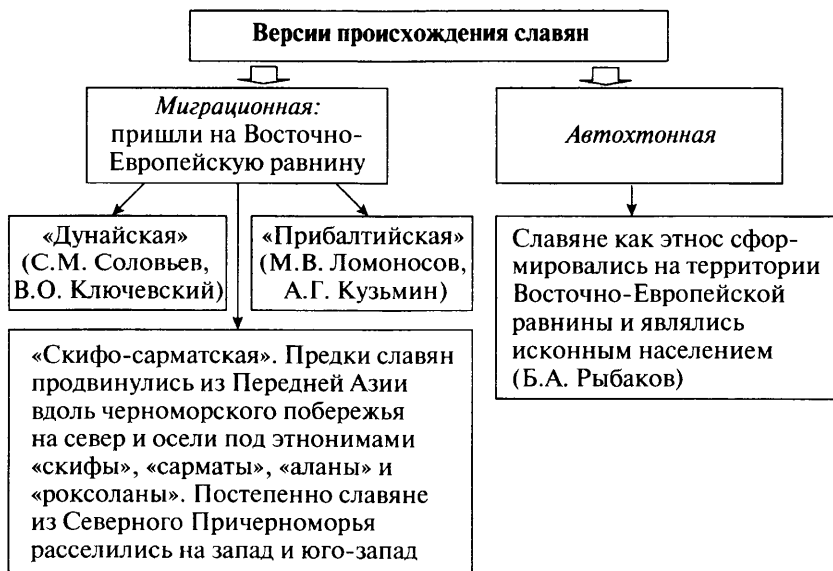 Версии происхождения славян
Миграционная:
пришли на Восточно-
Европейскую равнину
Автохтонная
«Дунайская»
(С.М. Соловьев,
В.О. Ключевский)
«Прибалтийская»
(М.В. Ломоносов,
А.Г. Кузьмин)
Славяне как этнос сфор-
мировались на территории
Восточно-Европейской
равнины и являлись
исконным населением
(Б.А. Рыбаков)
«Скифо-сарматская». Предки славян
продвинулись из Передней Азии
вдоль черноморского побережья
на север и осели под этнонимами
«скифы», «сарматы», «аланы» и
«роксоланы». Постепенно славяне
из Северного Причерноморья
расселились на запад и юго-запад